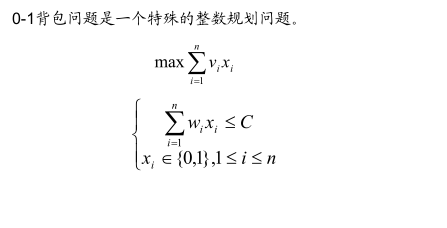 0-1背包问题是一个特殊的整数规划问题。
max ∑_{i=1}^{n} v_i x_i
∑_{i=1}^{n} w_i x_i ≤ C
x_i ∈ {0,1}, 1 ≤ i ≤ n